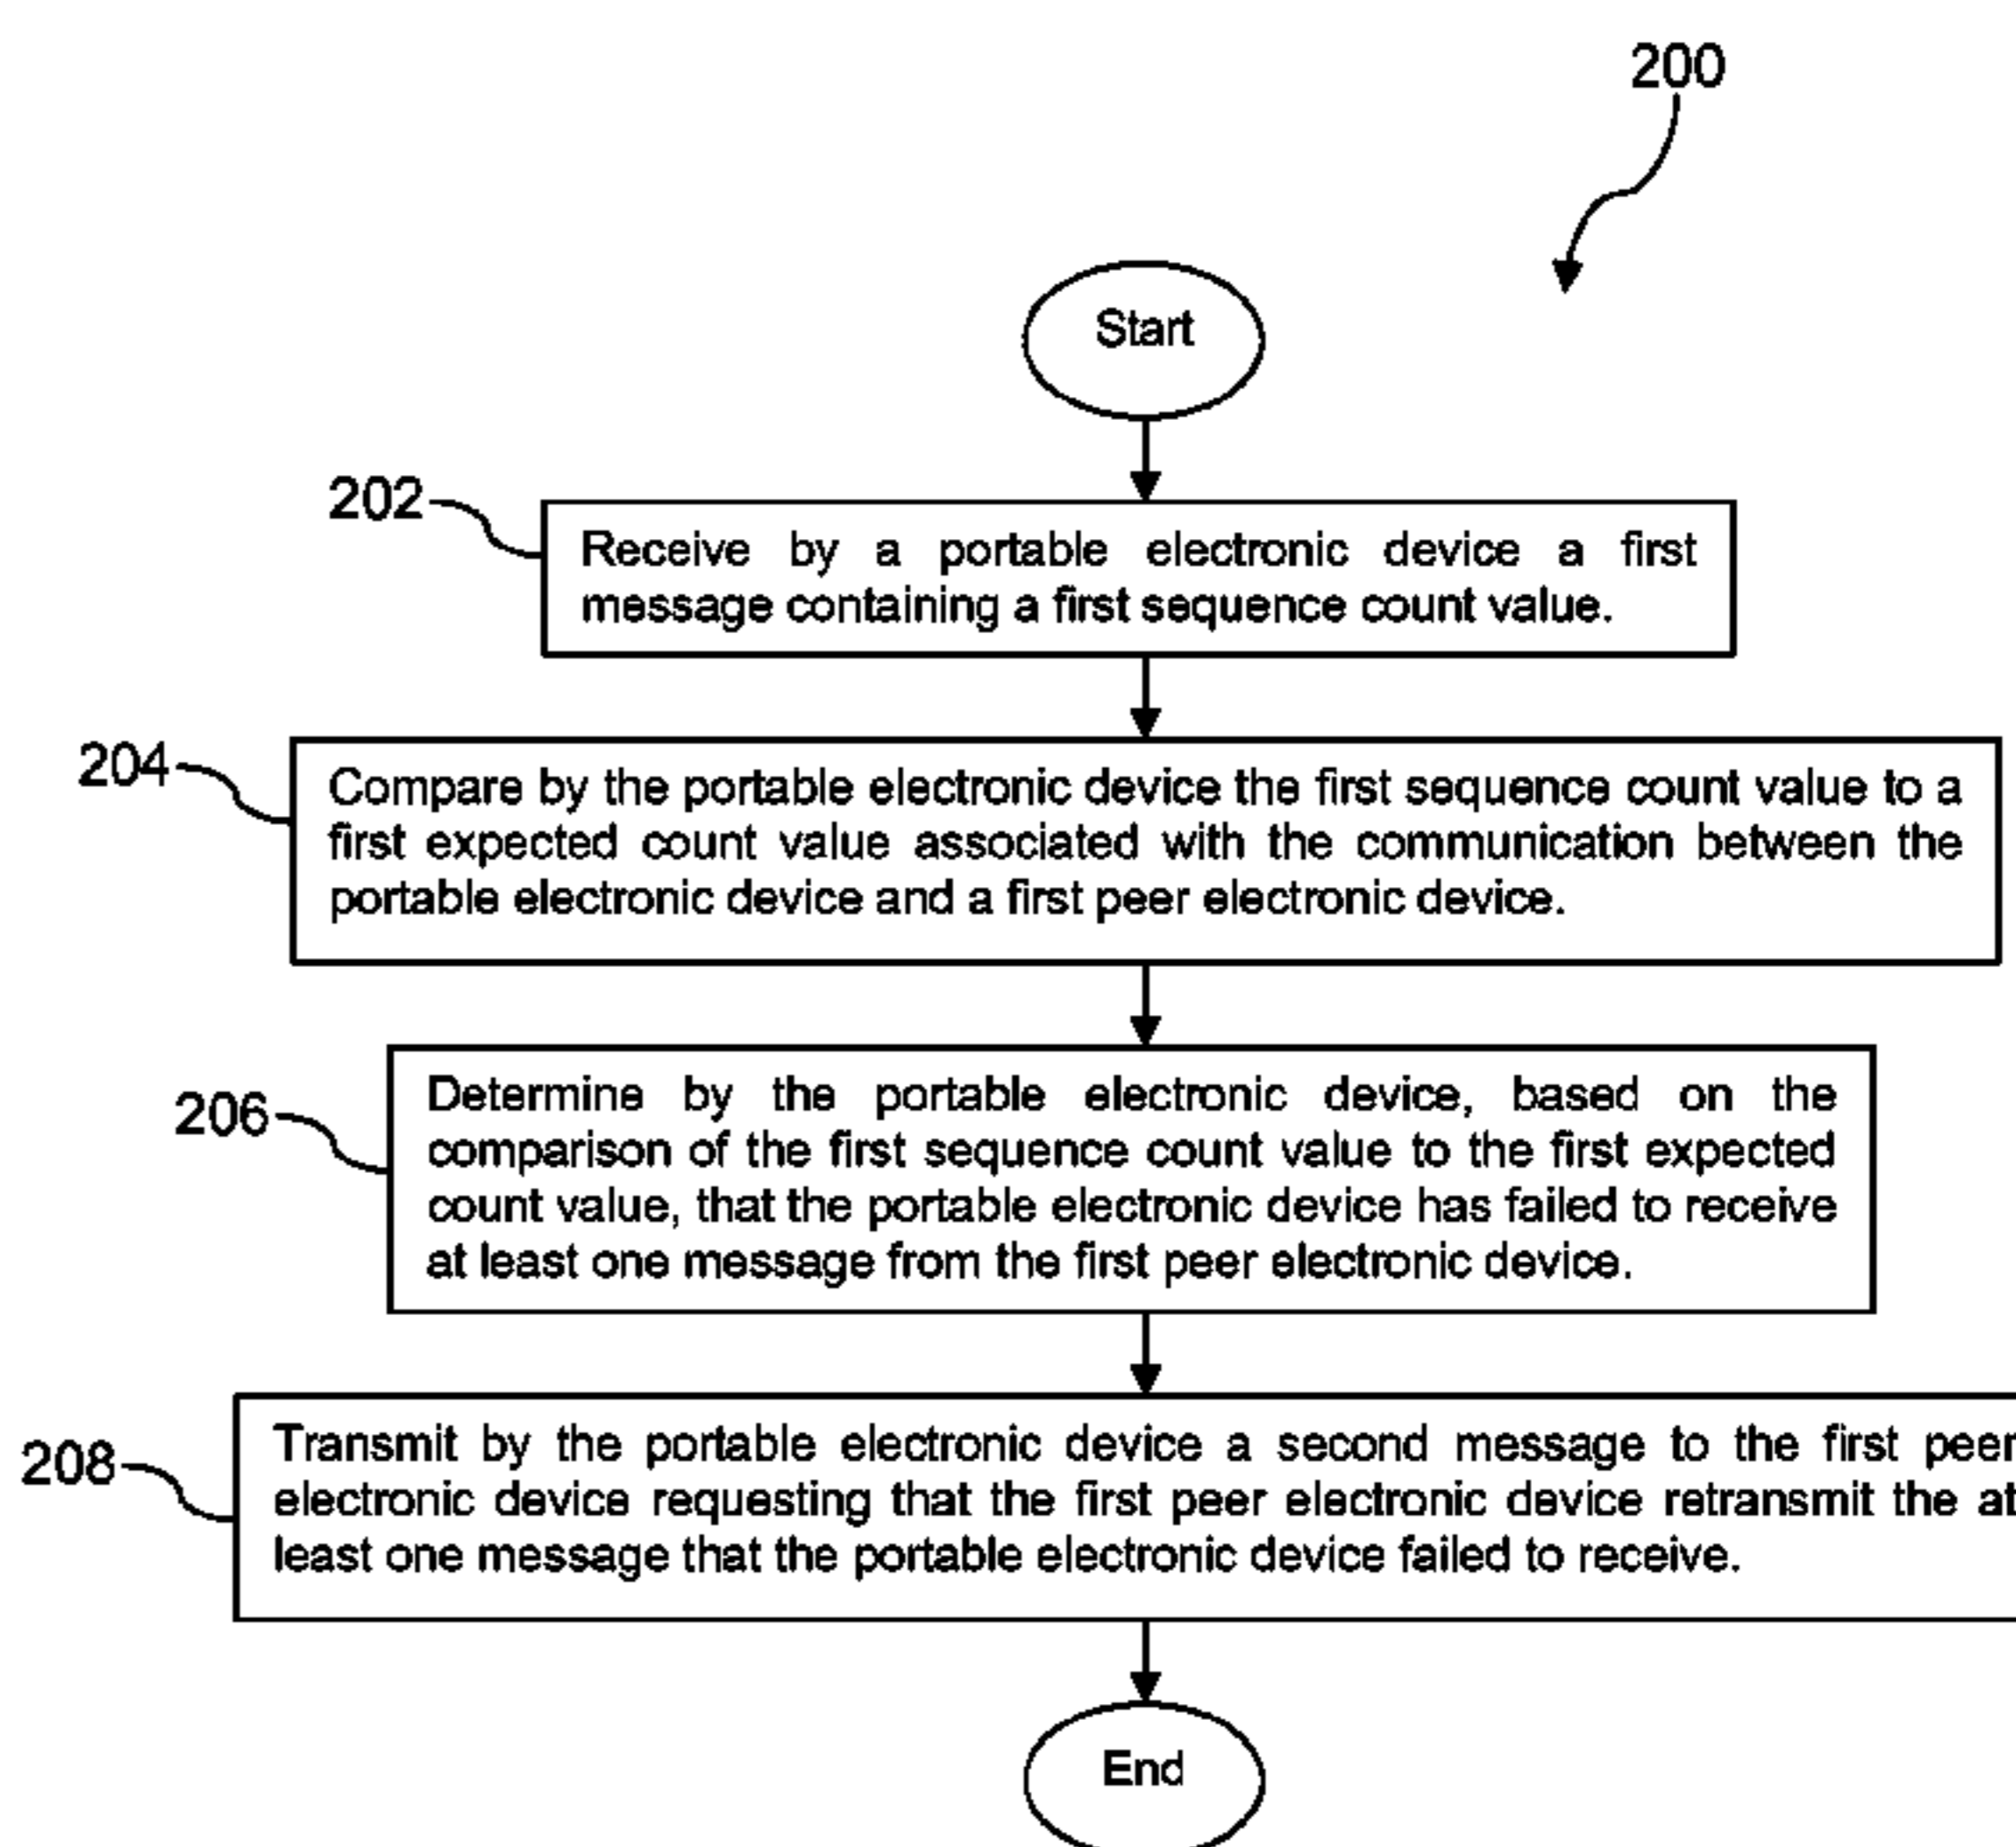 200
Start
202
Receive by a portable electronic device a first
message containing a first sequence count value.
204
Compare by the portable electronic device the first sequence count value to a
first expected count value associated with the communication between the
portable electronic device and a first peer electronic device.
206
Determine by the portable electronic device, based on the
comparison of the first sequence count value to the first expected
count value, that the portable electronic device has failed to receive
at least one message from the first peer electronic device.
208
Transmit by the portable electronic device a second message to the first peer
electronic device requesting that the first peer electronic device retransmit the at
least one message that the portable electronic device failed to receive.
End